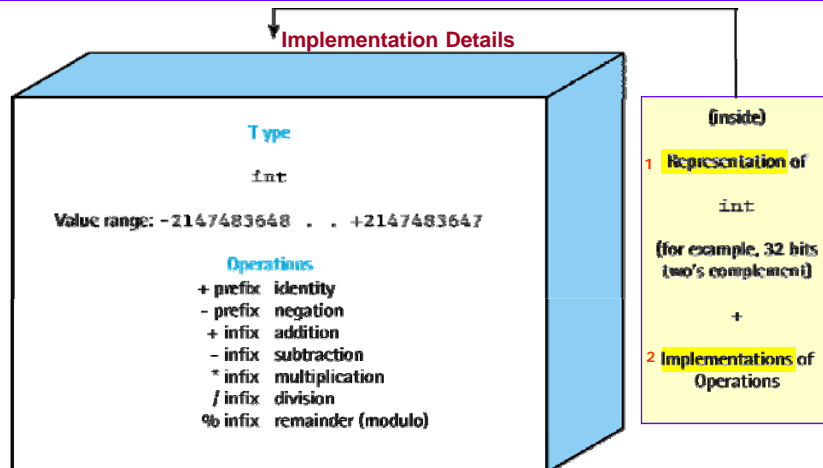 Implementation Details
Type
int
Value range: -2147483648 . . +2147483647
Operations
+ prefix identity
- prefix negation
+ infix addition
- infix subtraction
* infix multiplication
/ infix division
% infix remainder (modulo)
(inside)
1 Representation of
int
(for example, 32 bits
two's complement)
+
2 Implementations of
Operations